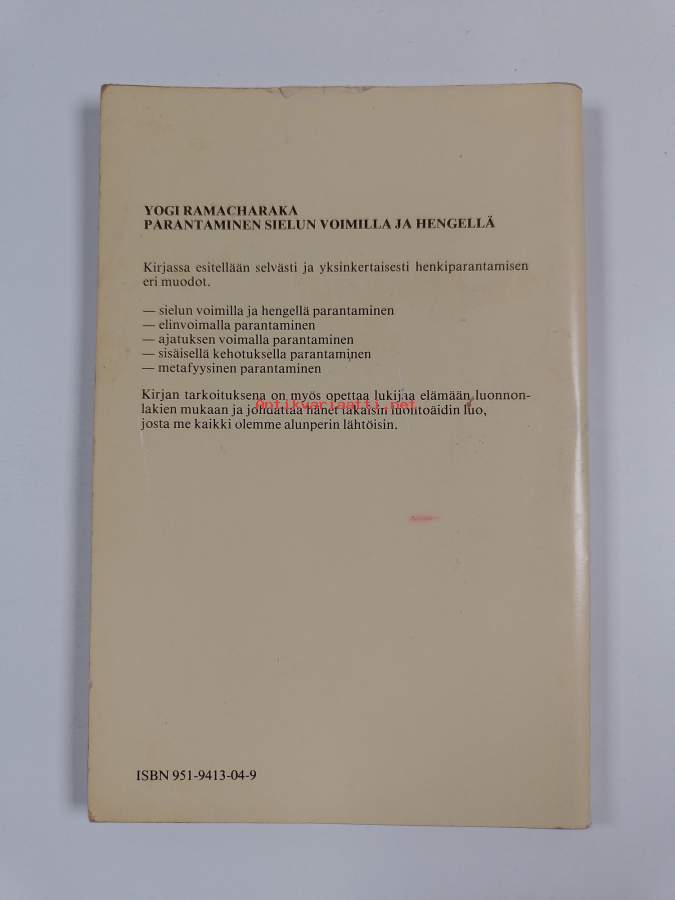 YOGI RAMACHARAKA
PARANTAMINEN SIELUN VOIMILLA JA HENGELLÄ
Kirjassa esitellään selvästi ja yksinkertaisesti henkiparantamisen
eri muodot.
— sielun voimilla ja hengellä parantaminen
— elinvoimalla parantaminen
— ajatuksen voimalla parantaminen
— sisäisellä kehotuksella parantaminen
— metafyysinen parantaminen
Kirjan tarkoituksena on myös opettaa lukijaa elämään luonnon-
Antikvariaatti.net
lakien mukaan ja johdattaa hänet takaisin luontoäidin luo,
josta me kaikki olemme alunperin lähtöisin.
ISBN 951-9413-04-9